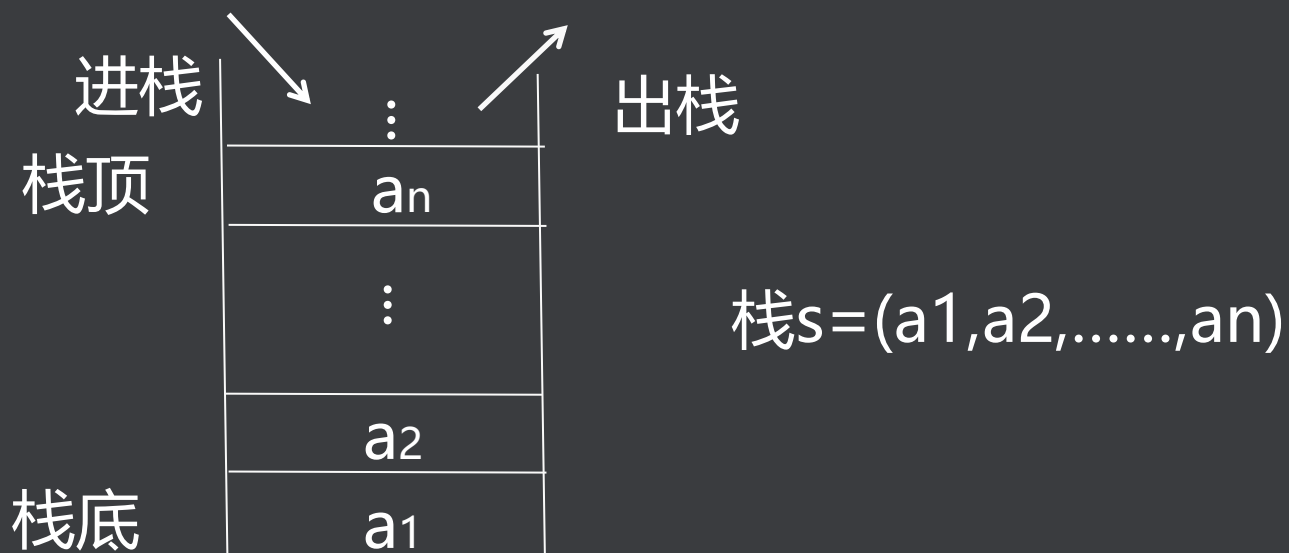 进栈
出栈
⋮
栈顶
an
⋮
栈s=(a1,a2,......,an)
a2
栈底
a1